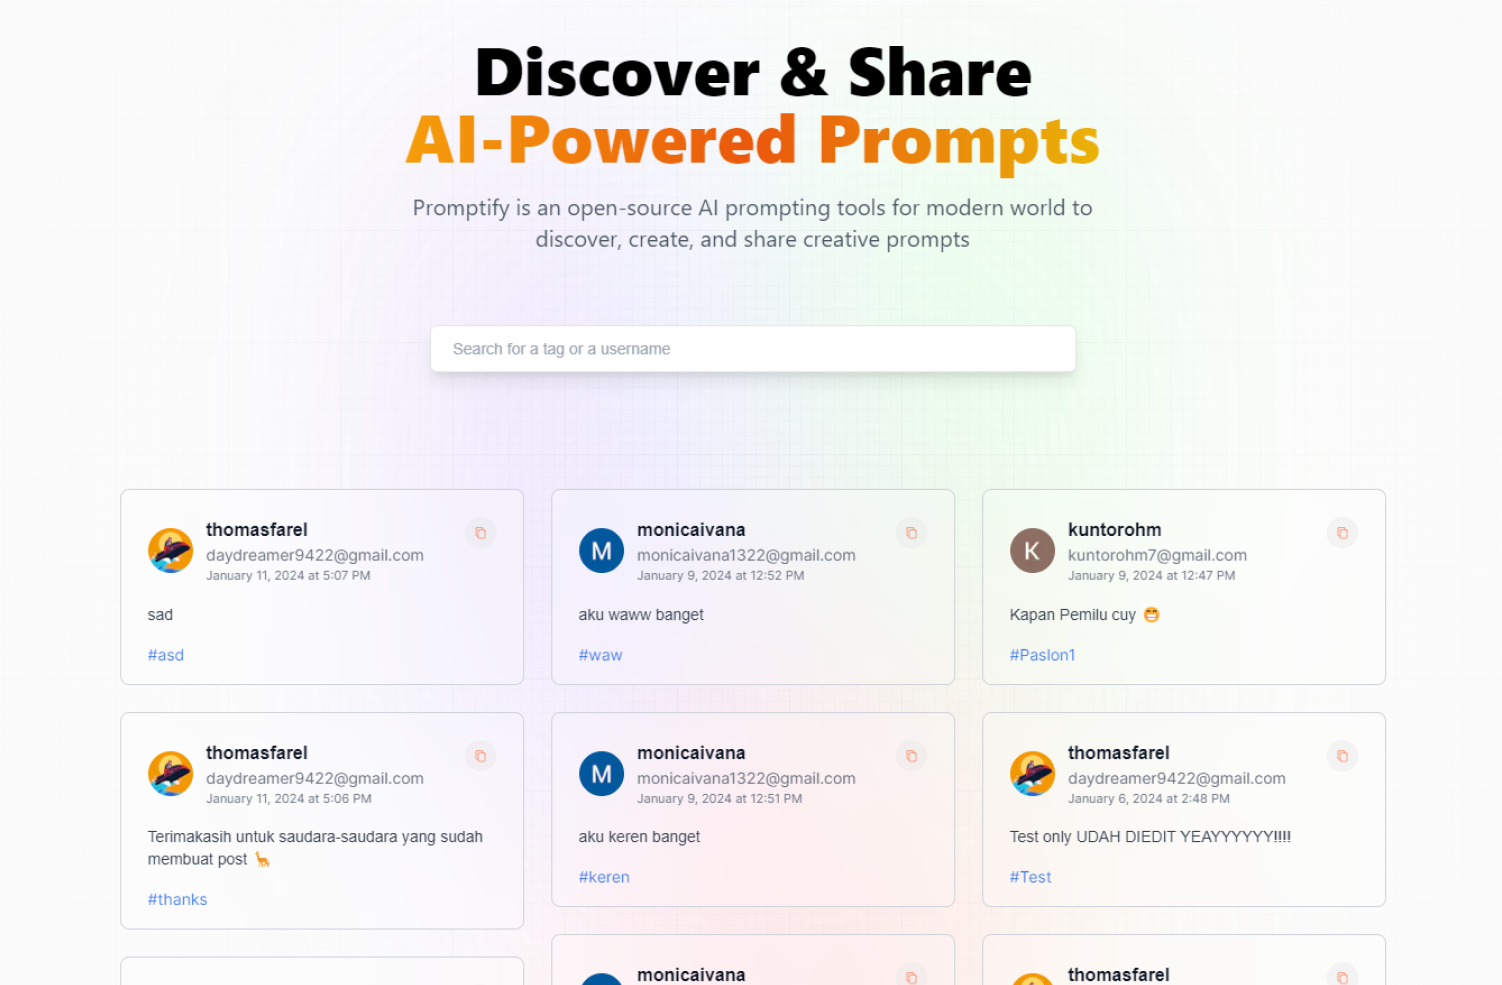 Discover & Share
AI-Powered Prompts
Promptify is an open-source AI prompting tools for modern world to
discover, create, and share creative prompts
Search for a tag or a username
thomasfarel
daydreamer9422@gmail.com
January 11, 2024 at 5:07 PM
sad
#asd
M
monicaivana
monicaivana1322@gmail.com
January 9, 2024 at 12:52 PM
aku waww banget
#waw
K
kuntorohm
kuntorohm7@gmail.com
January 9, 2024 at 12:47 PM
Kapan Pemilu cuy 😁
#Paslon1
thomasfarel
daydreamer9422@gmail.com
January 11, 2024 at 5:06 PM
Terimakasih untuk saudara-saudara yang sudah
membuat post 🦙
#thanks
M
monicaivana
monicaivana1322@gmail.com
January 9, 2024 at 12:51 PM
aku keren banget
#keren
thomasfarel
daydreamer9422@gmail.com
January 6, 2024 at 2:48 PM
Test only UDAH DIEDIT YEAYYYYYY!!!!
#Test
monicaivana
thomasfarel